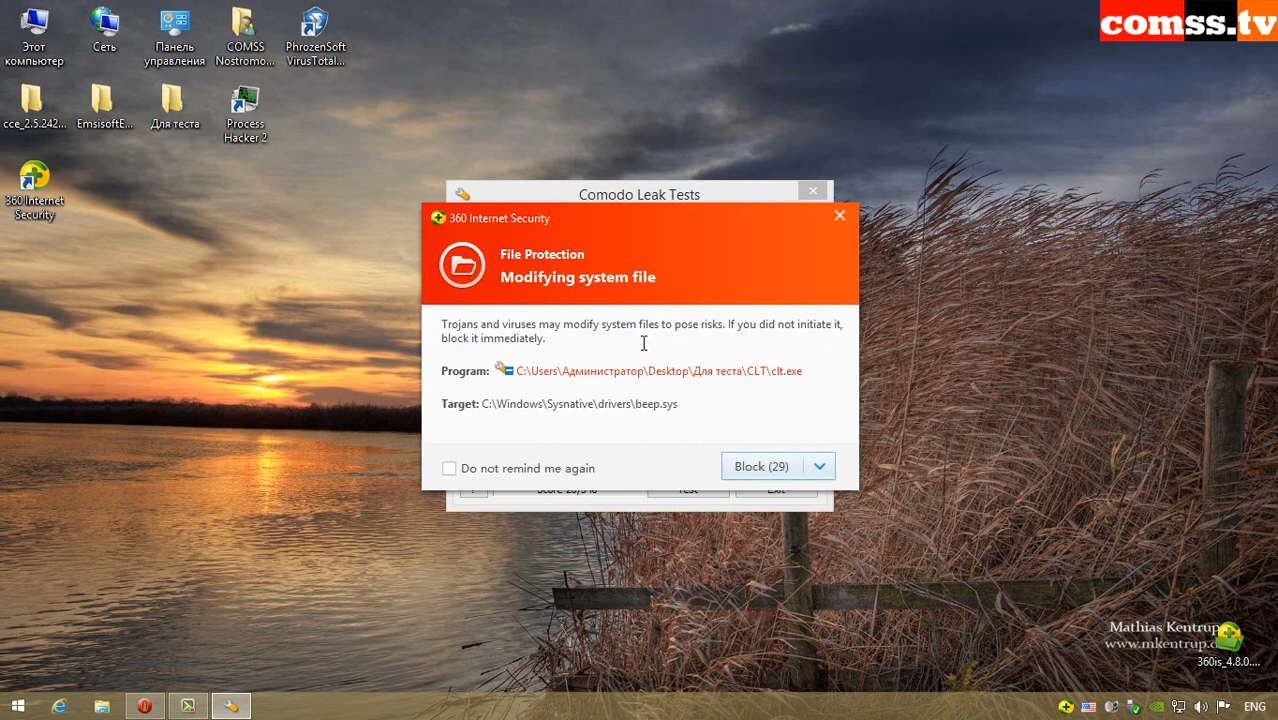 comss.tv
Этот
компьютер
Сеть
Панель
управления
COMSS
Nostromo...
PhrozenSoft
VirusTotal...
cce_2.5.242...
EmsisoftE...
Для теста
Process
Hacker 2
360 Internet
Security
Comodo Leak Tests
360 Internet Security
File Protection
Modifying system file
Trojans and viruses may modify system files to pose risks. If you did not initiate it,
block it immediately.
Program: C:\Users\Администратор\Desktop\Для теста\CLT\clt.exe
Target: C:\Windows\Sysnative\drivers\beep.sys
Do not remind me again
Block (29)
Test
Exit
Mathias Kentrup
www.mkentrup.d
360is_4.8.0....
ENG